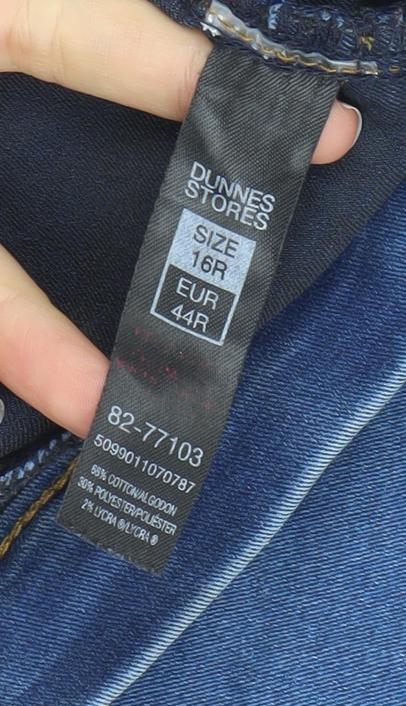 DUNNES
STORES
SIZE
16R
EUR
44R
82-77103
5099011070787
68% COTTON/ALGODON
30% POLYESTER/POLIÉSTER
2% LYCRA ®/LYCRA ®